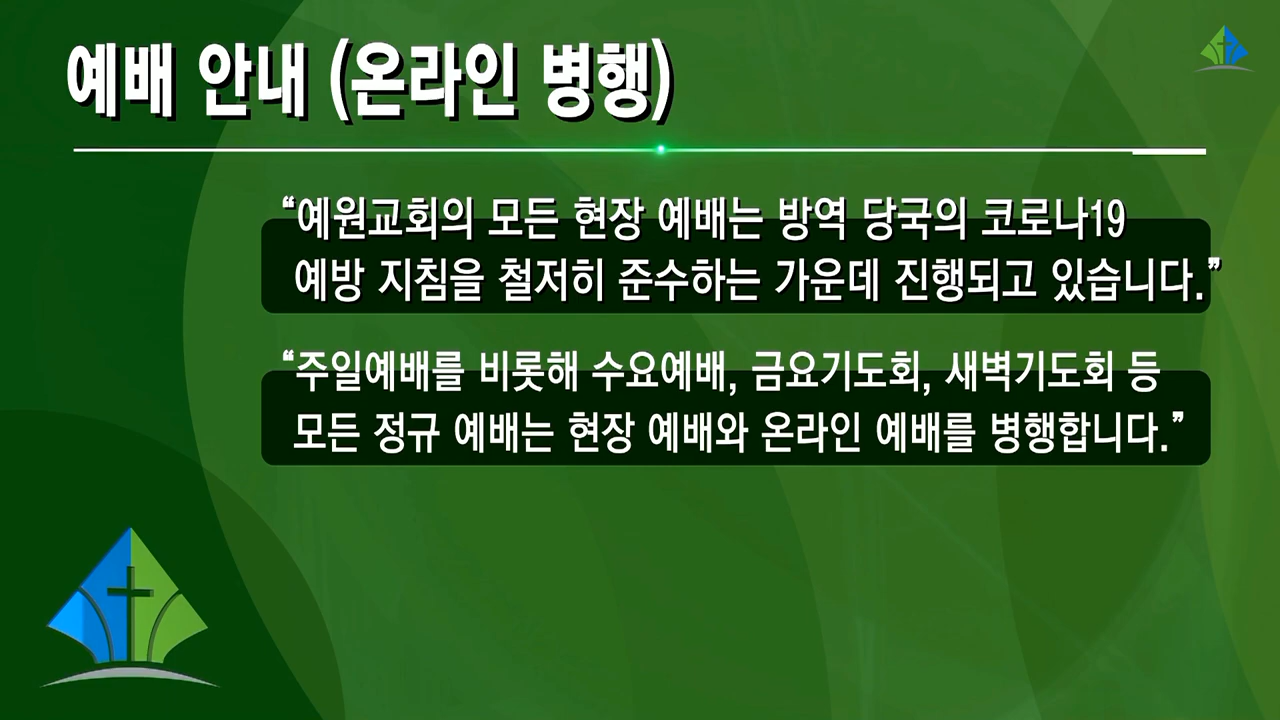 예배 안내 (온라인 병행)
“예원교회의 모든 현장 예배는 방역 당국의 코로나19
예방 지침을 철저히 준수하는 가운데 진행되고 있습니다.”
“주일예배를 비롯해 수요예배, 금요기도회, 새벽기도회 등
모든 정규 예배는 현장 예배와 온라인 예배를 병행합니다.”